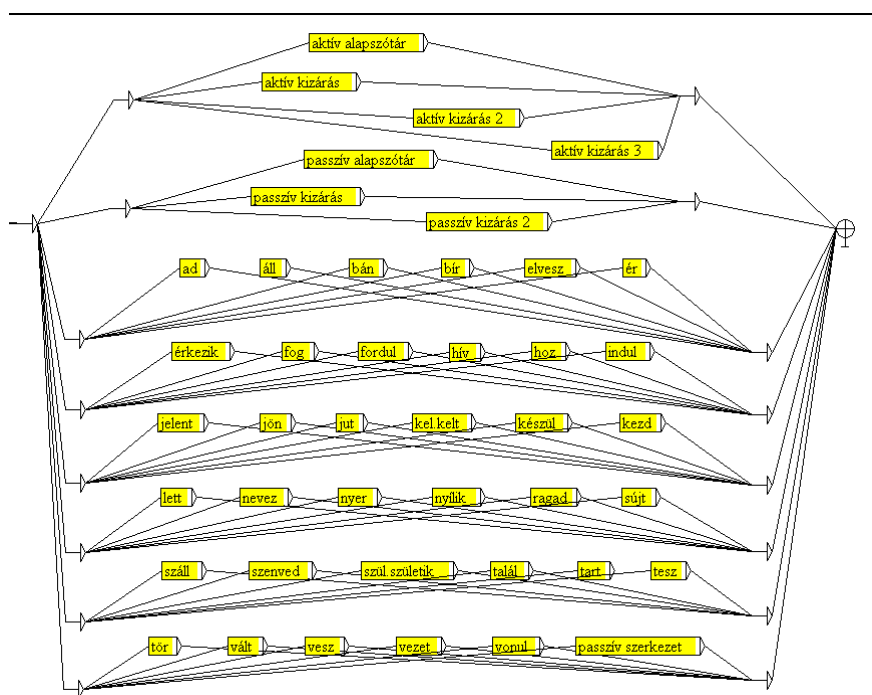 aktív alapszótár
aktív kizárás
aktív kizárás 2
aktív kizárás 3
passzív alapszótár
passzív kizárás
passzív kizárás 2
ad áll bán bír elvesz ér
érkezik fog fordul hív hoz indul
jelent jön jut kel.kelt készül kezd
lett nevez nyer nyílik ragad sújt
száll szenved szül.születik talál tart tesz
tör vált vesz vezet vonul passzív szerkezet